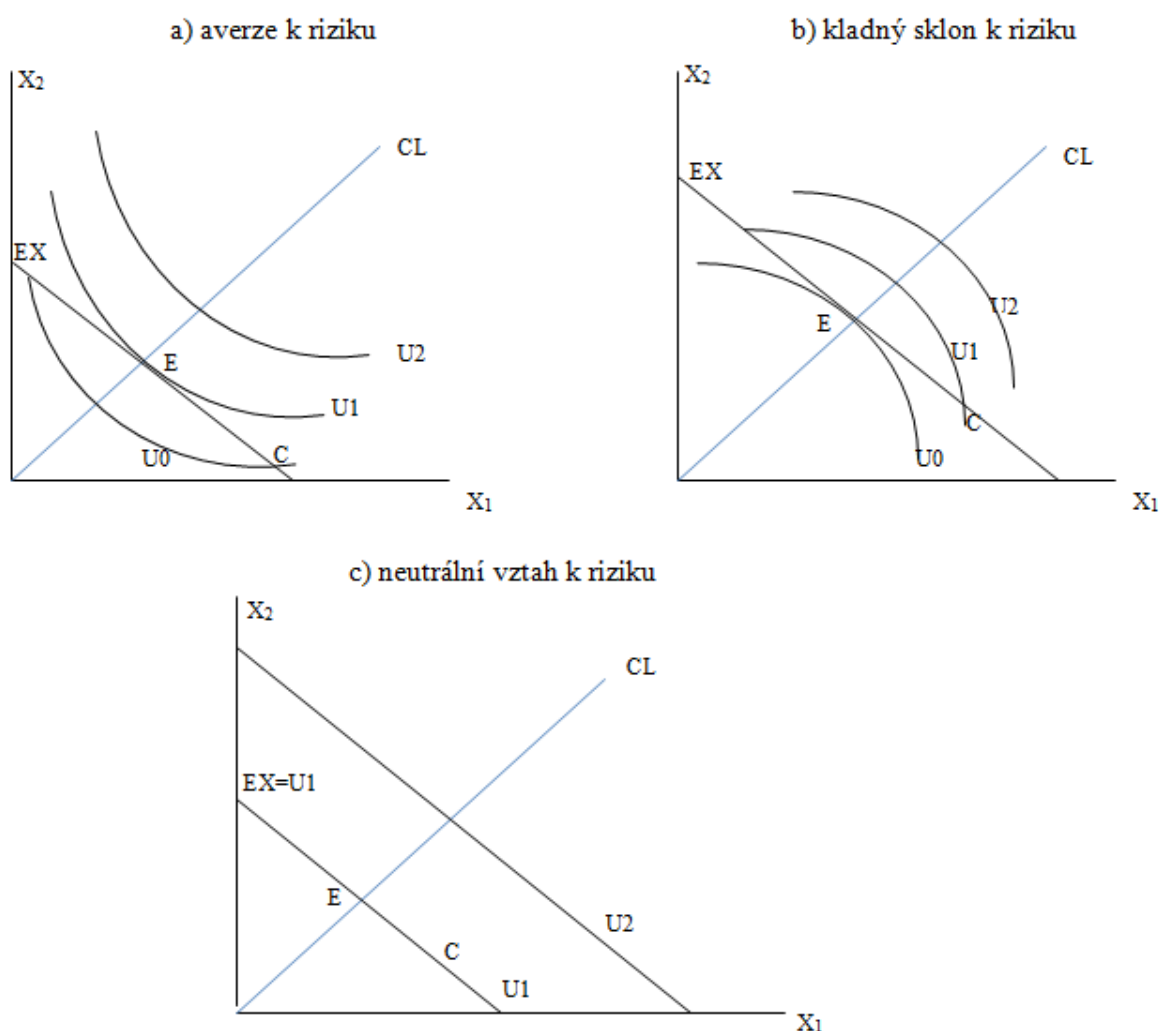 a) averze k riziku
X₂
CL
EX
E
U2
U1
U0
C
X₁
b) kladný sklon k riziku
X₂
CL
EX
U2
E
U1
C
U0
X₁
c) neutrální vztah k riziku
X₂
CL
EX=U1
E
U2
C
U1
X₁